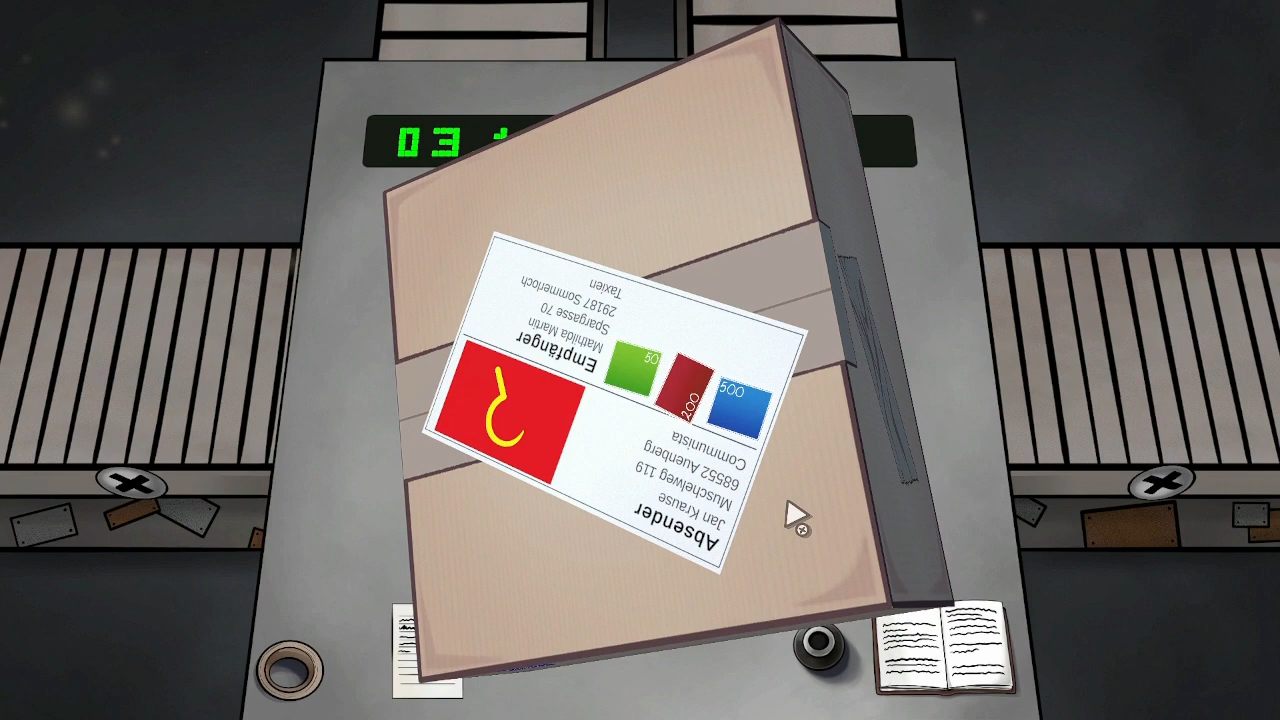 03
Absender
Jan Krause
Muschelweg 119
68552 Auenberg
Communista
500
200
50
Empfänger
Mathilda Martin
Spargasse 70
29187 Sommerloch
Taxien